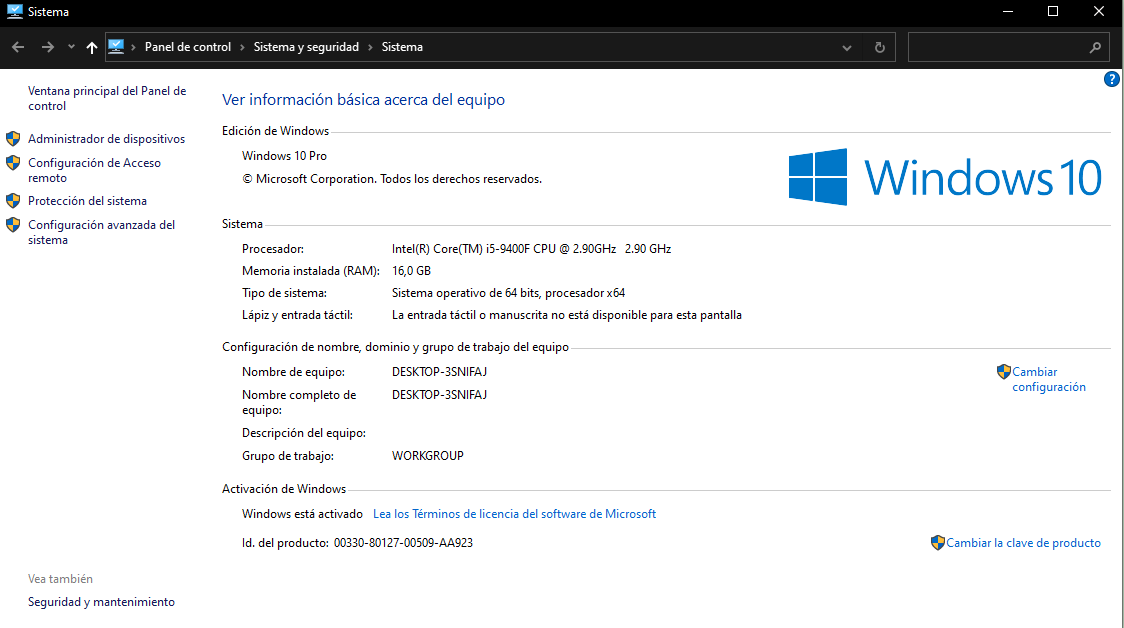 Sistema
Panel de control > Sistema y seguridad > Sistema
Ventana principal del Panel de
control
Administrador de dispositivos
Configuración de Acceso
remoto
Protección del sistema
Configuración avanzada del
sistema
Vea también
Seguridad y mantenimiento
Ver información básica acerca del equipo
Edición de Windows
Windows 10 Pro
© Microsoft Corporation. Todos los derechos reservados.
Windows 10
Sistema
Procesador: Intel(R) Core(TM) i5-9400F CPU @ 2.90GHz 2.90 GHz
Memoria instalada (RAM): 16,0 GB
Tipo de sistema: Sistema operativo de 64 bits, procesador x64
Lápiz y entrada táctil: La entrada táctil o manuscrita no está disponible para esta pantalla
Configuración de nombre, dominio y grupo de trabajo del equipo
Nombre de equipo: DESKTOP-3SNIFAJ
Cambiar
configuración
Nombre completo de DESKTOP-3SNIFAJ
equipo:
Descripción del equipo:
Grupo de trabajo: WORKGROUP
Activación de Windows
Windows está activado Lea los Términos de licencia del software de Microsoft
Id. del producto: 00330-80127-00509-AA923
Cambiar la clave de producto